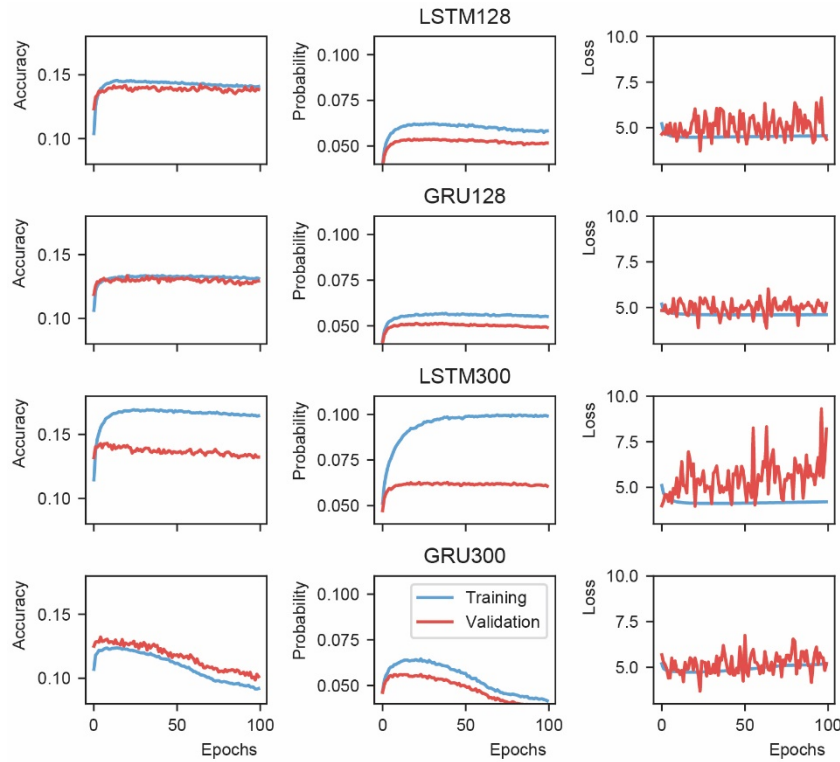 LSTM128
Accuracy
0.15
0.10
Probability
0.100
0.075
0.050
Loss
10.0
7.5
5.0
GRU128
Accuracy
0.15
0.10
Probability
0.100
0.075
0.050
Loss
10.0
7.5
5.0
LSTM300
Accuracy
0.15
0.10
Probability
0.100
0.075
0.050
Loss
10.0
7.5
5.0
GRU300
Accuracy
0.15
0.10
0 50 100
Epochs
Probability
0.100
0.075
0.050
Training
Validation
0 50 100
Epochs
Loss
10.0
7.5
5.0
0 50 100
Epochs